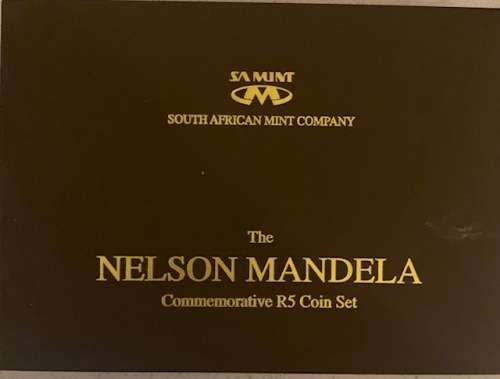 SA MINT
SOUTH AFRICAN MINT COMPANY
The
NELSON MANDELA
Commemorative R5 Coin Set